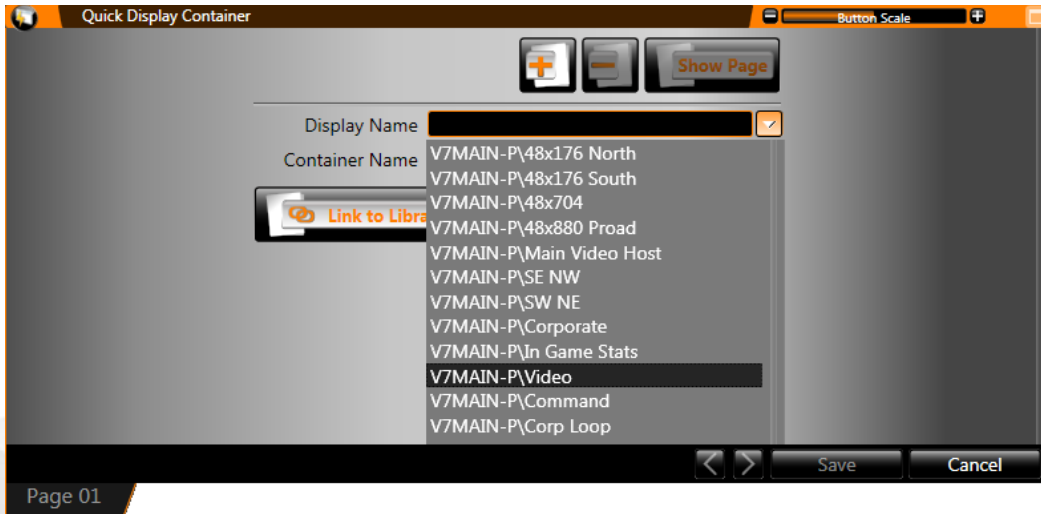 Quick Display Container
Button Scale
Show Page
Display Name
Container Name
V7MAIN-P\48x176 North
V7MAIN-P\48x176 South
V7MAIN-P\48x704
V7MAIN-P\48x880 Proad
V7MAIN-P\Main Video Host
V7MAIN-P\SE NW
V7MAIN-P\SW NE
V7MAIN-P\Corporate
V7MAIN-P\In Game Stats
V7MAIN-P\Video
V7MAIN-P\Command
V7MAIN-P\Corp Loop
Link to Libra
Save
Cancel
Page 01